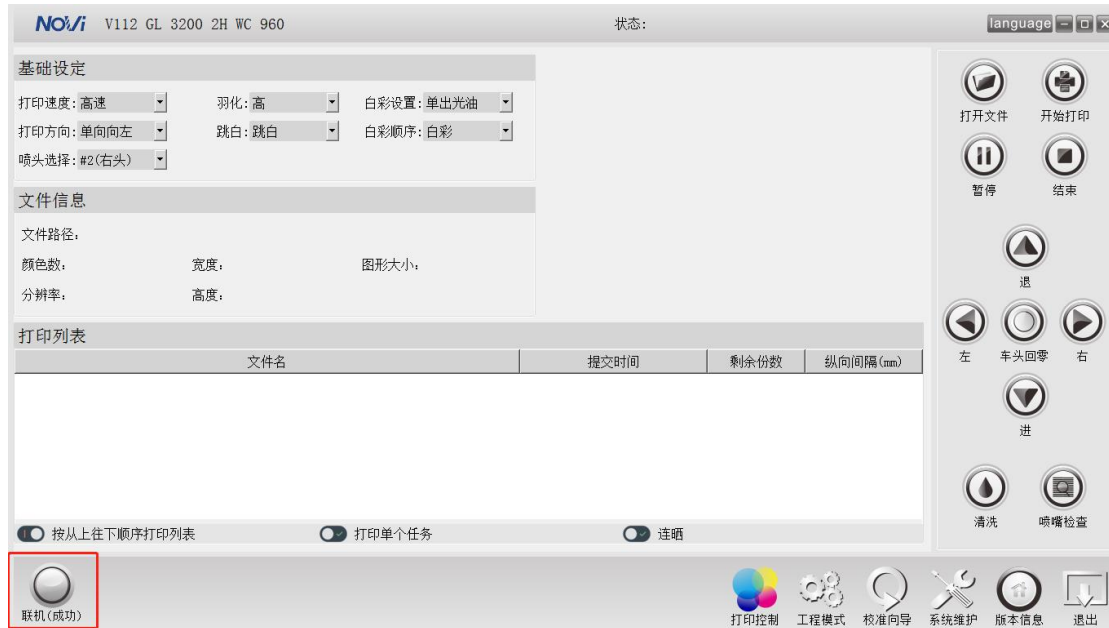 NOVi V112 GL 3200 2H WC 960 状态: language
基础设定
打印速度: 高速 羽化: 高 白彩设置: 单出光油
打印方向: 单向向左 跳白: 跳白 白彩顺序: 白彩
喷头选择: #2(右头)
文件信息
文件路径:
颜色数: 宽度: 图形大小:
分辨率: 高度:
打印列表
文件名 提交时间 剩余份数 纵向间隔(mm)
按从上往下顺序打印列表 打印单个任务 连晒
打开文件 开始打印
暂停 结束
退
左 车头回零 右
进
清洗 喷嘴检查
联机(成功) 打印控制 工程模式 校准向导 系统维护 版本信息 退出